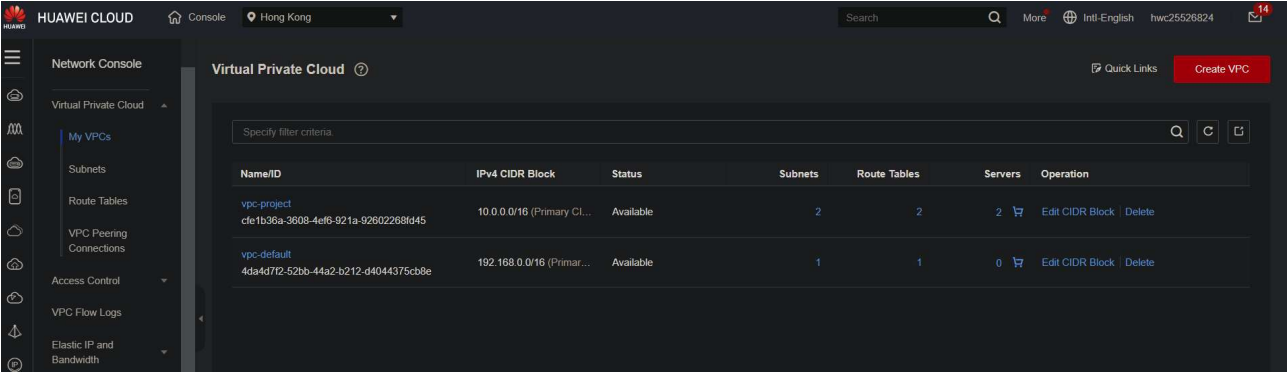 HUAWEI
HUAWEI CLOUD Console Hong Kong Search More Intl-English hwc25526824 14
Network Console
Virtual Private Cloud
My VPCs
Subnets
Route Tables
VPC Peering
Connections
Access Control
VPC Flow Logs
Elastic IP and
Bandwidth
IP
Virtual Private Cloud ? Quick Links Create VPC
Specify filter criteria.
Name/ID IPv4 CIDR Block Status Subnets Route Tables Servers Operation
vpc-project
cfe1b36a-3608-4ef6-921a-92602268fd45 10.0.0.0/16 (Primary CI... Available 2 2 2 Edit CIDR Block Delete
vpc-default
4da4d7f2-52bb-44a2-b212-d4044375cb8e 192.168.0.0/16 (Primar... Available 1 1 0 Edit CIDR Block Delete